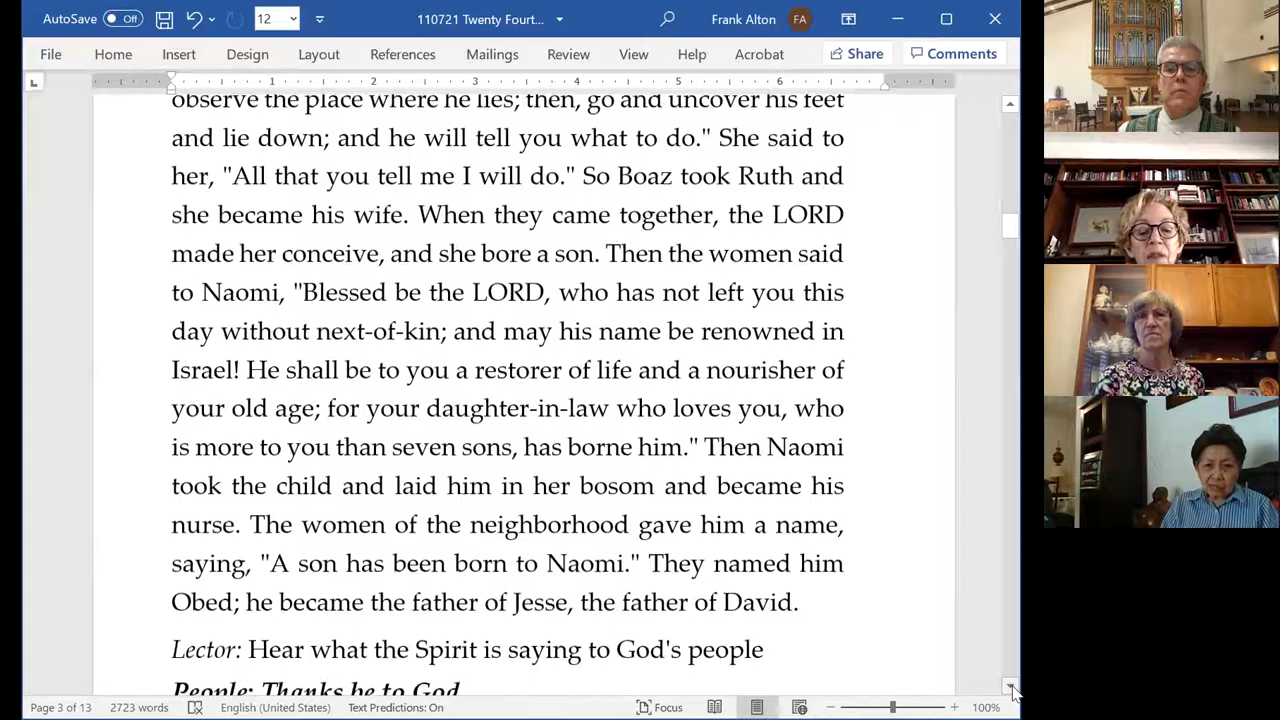 AutoSave Off 12 110721 Twenty Fourt... Frank Alton FA
File Home Insert Design Layout References Mailings Review View Help Acrobat Share Comments
1 2 3 4 5 6
observe the place where he lies; then, go and uncover his feet
and lie down; and he will tell you what to do." She said to
her, "All that you tell me I will do." So Boaz took Ruth and
she became his wife. When they came together, the LORD
made her conceive, and she bore a son. Then the women said
to Naomi, "Blessed be the LORD, who has not left you this
day without next-of-kin; and may his name be renowned in
Israel! He shall be to you a restorer of life and a nourisher of
your old age; for your daughter-in-law who loves you, who
is more to you than seven sons, has borne him." Then Naomi
took the child and laid him in her bosom and became his
nurse. The women of the neighborhood gave him a name,
saying, "A son has been born to Naomi." They named him
Obed; he became the father of Jesse, the father of David.
Lector: Hear what the Spirit is saying to God's people
People: Thanks be to God
Page 3 of 13 2723 words English (United States) Text Predictions: On Focus 100%